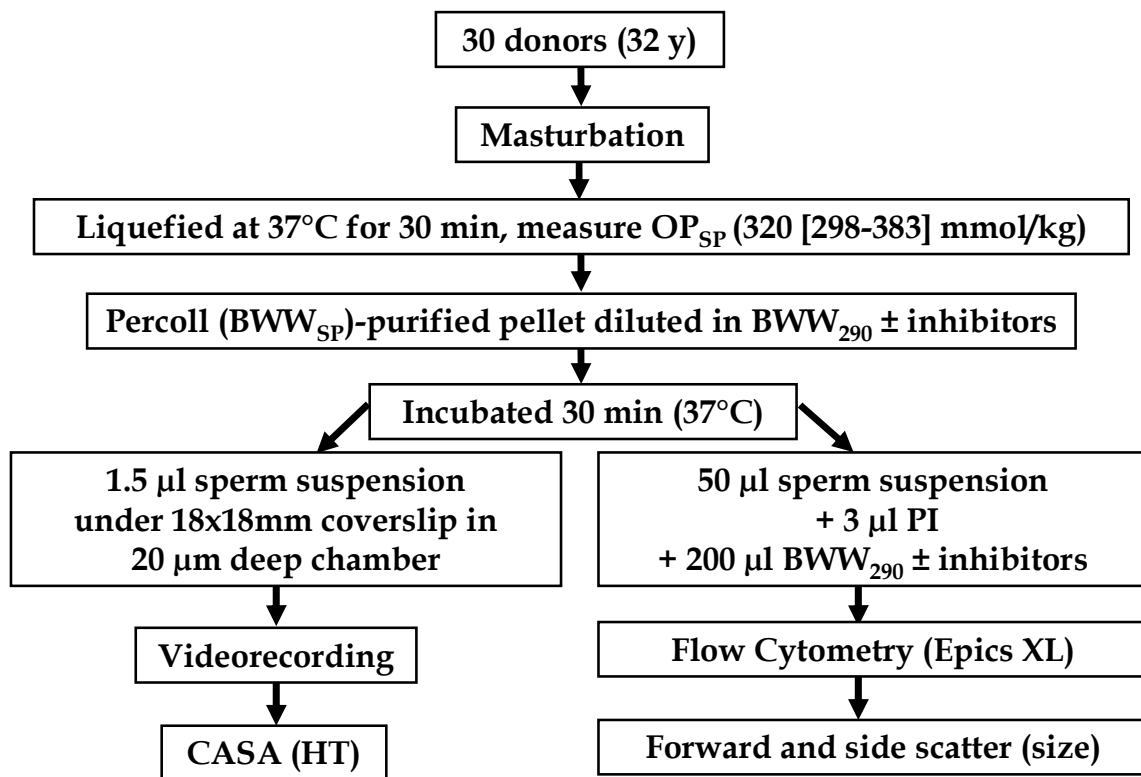 30 donors (32 y)
Masturbation
Liquefied at 37°C for 30 min, measure OPSP (320 [298-383] mmol/kg)
Percoll (BWWSP)-purified pellet diluted in BWW290 ± inhibitors
Incubated 30 min (37°C)
1.5 µl sperm suspension
under 18x18mm coverslip in
20 µm deep chamber
50 µl sperm suspension
+ 3 µl PI
+ 200 µl BWW290 ± inhibitors
Videorecording
Flow Cytometry (Epics XL)
CASA (HT)
Forward and side scatter (size)